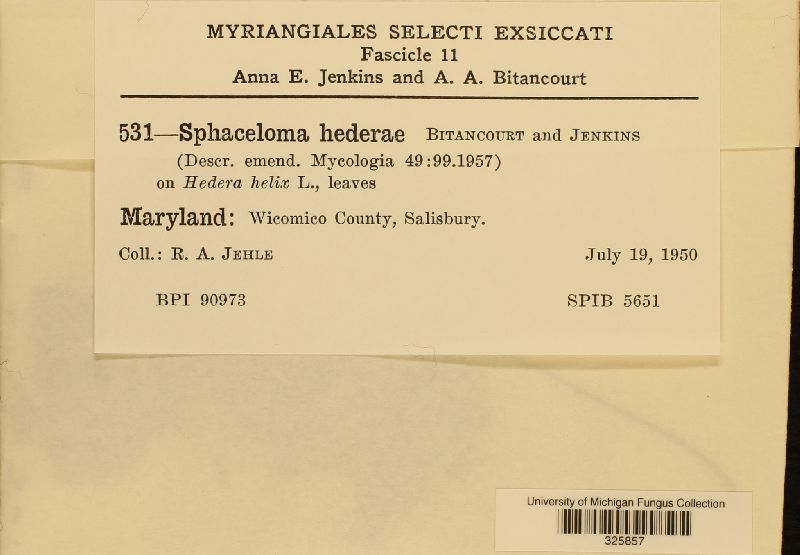 MYRIANGIALES SELECTI EXSICCATI
Fascicle 11
Anna E. Jenkins and A. A. Bitancourt
531—Sphaceloma hederae BITANCOURT and JENKINS
(Descr. emend. Mycologia 49:99.1957)
on Hedera helix L., leaves
Maryland: Wicomico County, Salisbury.
Coll.: R. A. JEHLE July 19, 1950
BPI 90973 SPIB 5651
University of Michigan Fungus Collection
325857